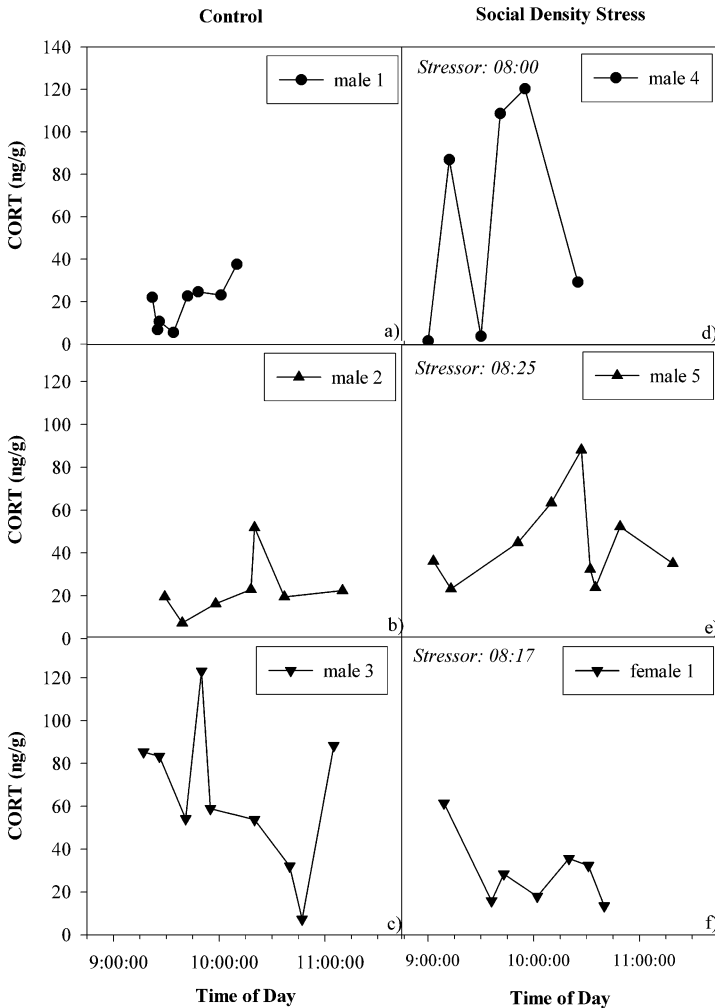 Control
Social Density Stress
140
120
100
80
60
40
20
0
CORT (ng/g)
male 1
a)
Stressor: 08:00
male 4
d)
120
100
80
60
40
20
0
CORT (ng/g)
male 2
b)
Stressor: 08:25
male 5
e)
120
100
80
60
40
20
0
CORT (ng/g)
male 3
c)
Stressor: 08:17
female 1
f)
9:00:00 10:00:00 11:00:00
9:00:00 10:00:00 11:00:00
Time of Day
Time of Day